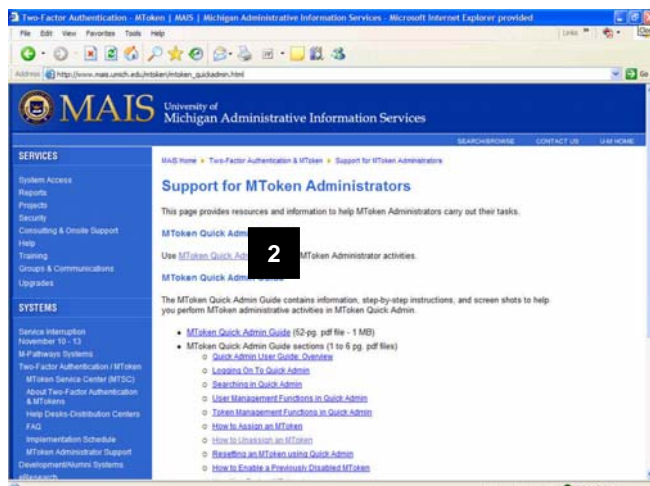 Two-Factor Authentication - MToken | MAIS | Michigan Administrative Information Services - Microsoft Internet Explorer provided
File Edit View Favorites Tools Help
Links
Address http://www.mais.umich.edu/mtoken/mtoken_quickadmin.html
Go
MAIS University of
Michigan Administrative Information Services
SEARCH/BROWSE CONTACT US U-M HOME
SERVICES
System Access
Reports
Projects
Security
Consulting & Onsite Support
Help
Training
Groups & Communications
Upgrades
SYSTEMS
Service Interruption
November 10 - 13
M-Pathways Systems
Two-Factor Authentication / MToken
MToken Service Center (MTSC)
About Two-Factor Authentication
& MTokens
Help Desks-Distribution Centers
FAQ
Implementation Schedule
MToken Administrator Support
Development/Alumni Systems
eResearch
MAIS Home Two-Factor Authentication & MToken Support for MToken Administrators
Support for MToken Administrators
This page provides resources and information to help MToken Administrators carry out their tasks.
MToken Quick Adm
Use MToken Quick Adm 2 MToken Administrator activities.
MToken Quick Admin Guide
The MToken Quick Admin Guide contains information, step-by-step instructions, and screen shots to help
you perform MToken administrative activities in MToken Quick Admin.
MToken Quick Admin Guide (52-pg. pdf file - 1 MB)
MToken Quick Admin Guide sections (1 to 6 pg. pdf files)
Quick Admin User Guide: Overview
Logging On To Quick Admin
Searching in Quick Admin
User Management Functions in Quick Admin
Token Management Functions in Quick Admin
How to Assign an MToken
How to Unassign an MToken
Resetting an MToken using Quick Admin
How to Enable a Previously Disabled MToken